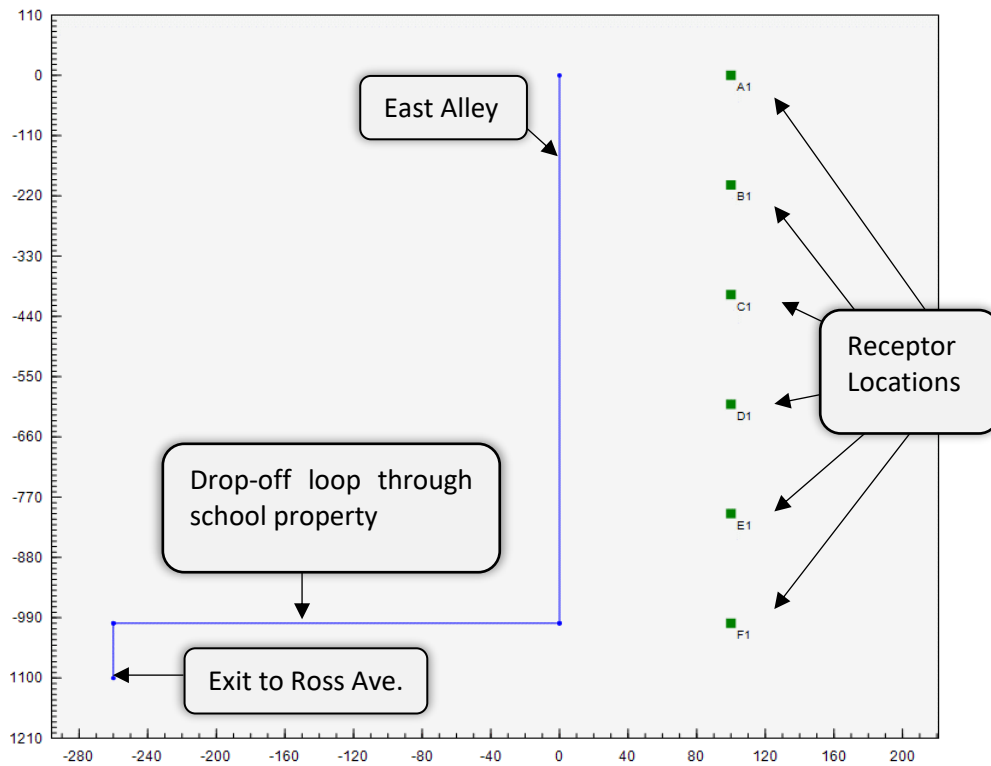 110
0
-110
-220
-330
-440
-550
-660
-770
-880
-990
1100
1210
-280 -240 -200 -160 -120 -80 -40 0 40 80 120 160 200
East Alley
A1
B1
C1
D1
E1
F1
Receptor
Locations
Drop-off loop through
school property
Exit to Ross Ave.